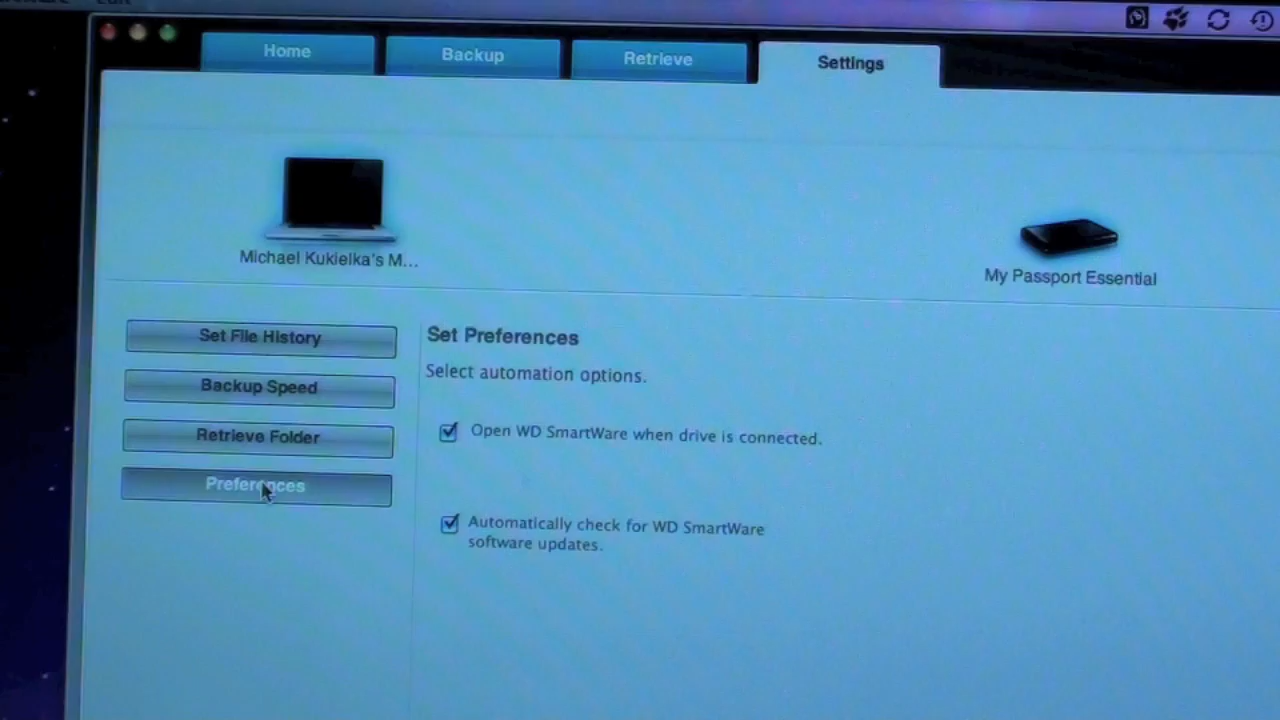 Home
Backup
Retrieve
Settings
Michael Kukielka's M...
My Passport Essential
Set File History
Backup Speed
Retrieve Folder
Preferences
Set Preferences
Select automation options.
Open WD SmartWare when drive is connected.
Automatically check for WD SmartWare
software updates.